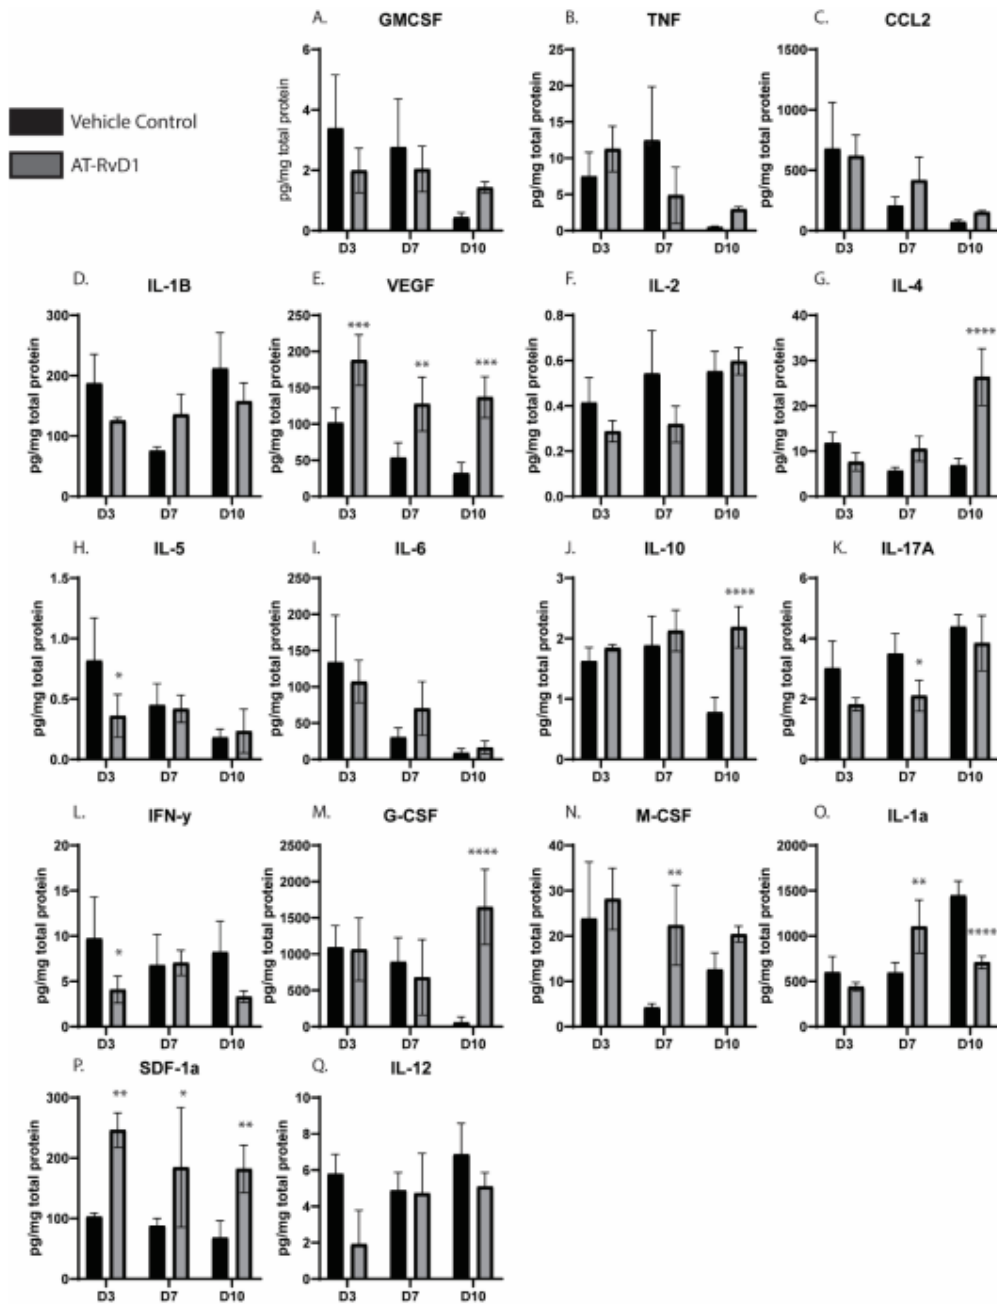 A. GMCSF
B. TNF
C. CCL2
Vehicle Control
AT-RvD1
pg/mg total protein
6
4
2
0
D3 D7 D10
pg/mg total protein
25
20
15
10
5
0
D3 D7 D10
pg/mg total protein
1500
1000
500
0
D3 D7 D10
D. IL-1B
E. VEGF
F. IL-2
G. IL-4
pg/mg total protein
300
200
100
0
D3 D7 D10
pg/mg total protein
250
200
150
100
50
0
*** ** ***
D3 D7 D10
pg/mg total protein
0.8
0.6
0.4
0.2
0.0
D3 D7 D10
pg/mg total protein
40
30
20
10
0
****
D3 D7 D10
H. IL-5
I. IL-6
J. IL-10
K. IL-17A
pg/mg total protein
1.5
1.0
0.5
0.0
*
D3 D7 D10
pg/mg total protein
250
200
150
100
50
0
D3 D7 D10
pg/mg total protein
3
2
1
0
****
D3 D7 D10
pg/mg total protein
6
4
2
0
*
D3 D7 D10
L. IFN-y
M. G-CSF
N. M-CSF
O. IL-1a
pg/mg total protein
20
15
10
5
0
*
D3 D7 D10
pg/mg total protein
2500
2000
1500
1000
500
0
****
D3 D7 D10
pg/mg total protein
40
30
20
10
0
**
D3 D7 D10
pg/mg total protein
2000
1500
1000
500
0
** ****
D3 D7 D10
P. SDF-1a
Q. IL-12
pg/mg total protein
300
200
100
0
** * **
D3 D7 D10
pg/mg total protein
10
8
6
4
2
0
D3 D7 D10